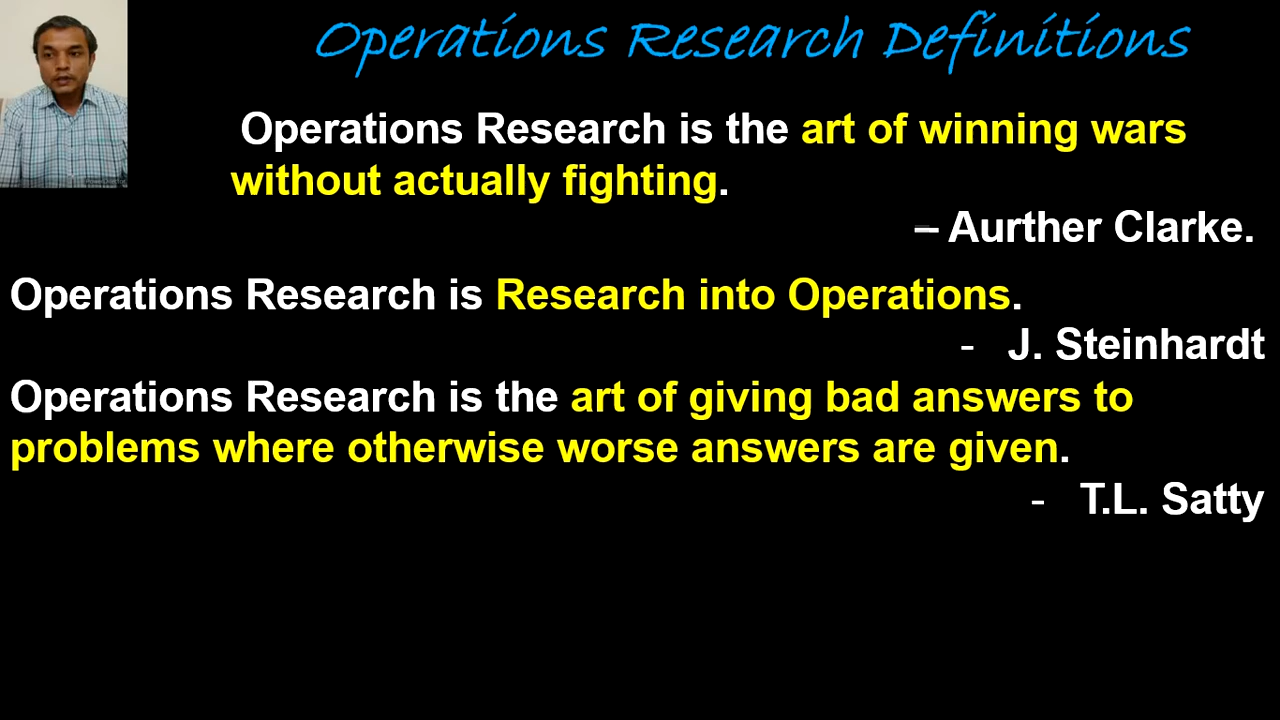 Operations Research Definitions
Operations Research is the art of winning wars
without actually fighting.
– Aurther Clarke.
Operations Research is Research into Operations.
- J. Steinhardt
Operations Research is the art of giving bad answers to
problems where otherwise worse answers are given.
- T.L. Satty